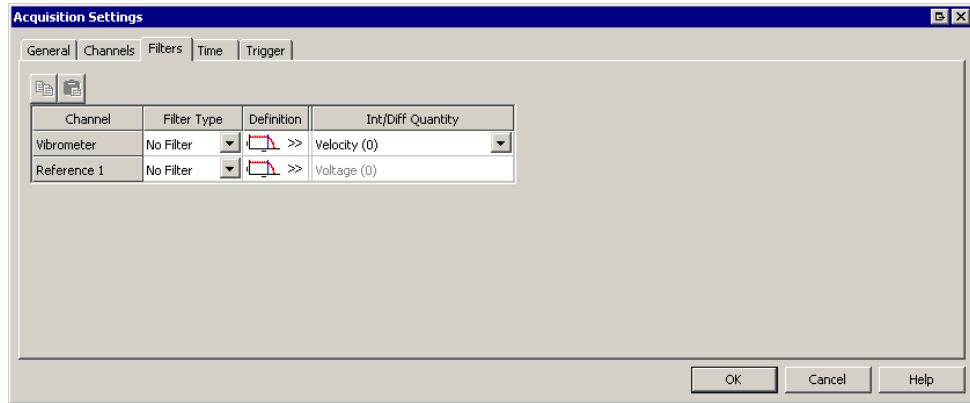 Acquisition Settings
General Channels Filters Time Trigger
Channel Filter Type Definition Int/Diff Quantity
Vibrometer No Filter >> Velocity (0)
Reference 1 No Filter >> Voltage (0)
OK Cancel Help